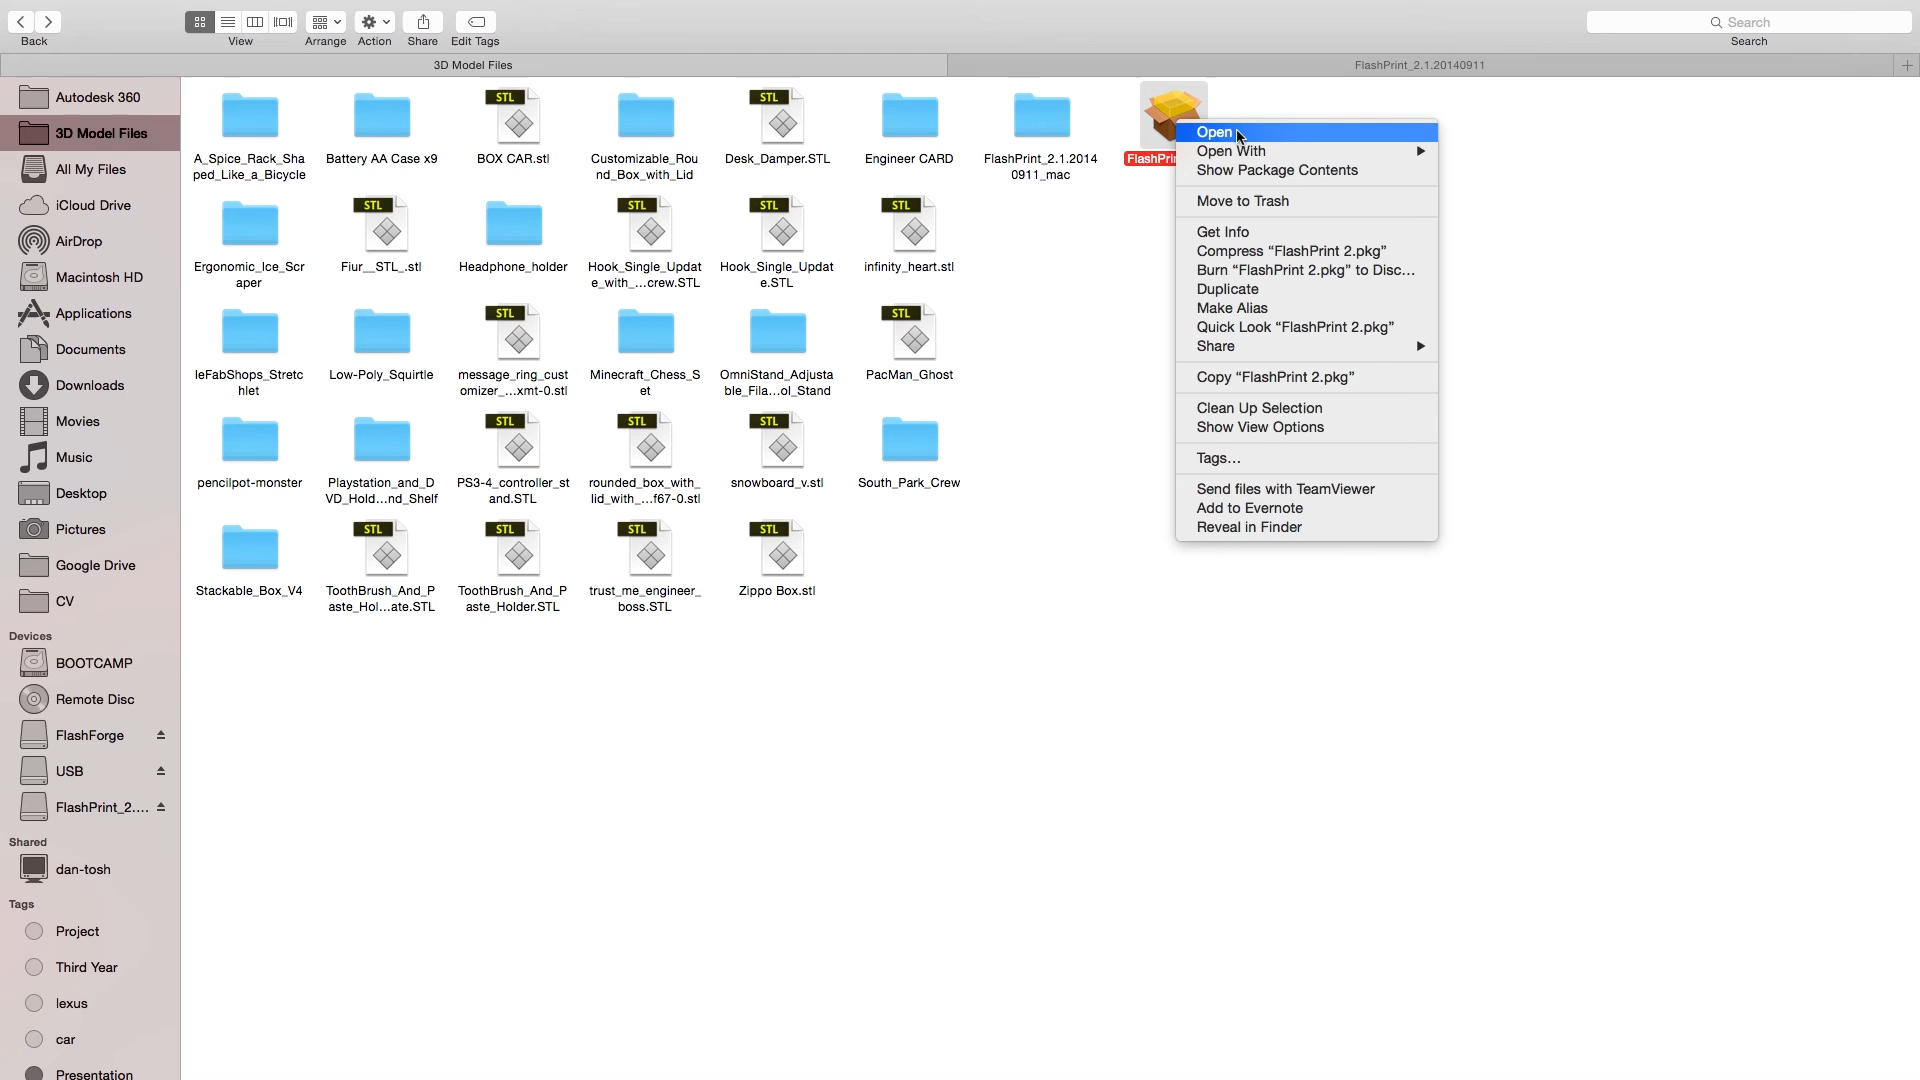 Back
View
Arrange
Action
Share
Edit Tags
Search
Search
3D Model Files
FlashPrint_2.1.20140911
Autodesk 360
3D Model Files
All My Files
iCloud Drive
AirDrop
Macintosh HD
Applications
Documents
Downloads
Movies
Music
Desktop
Pictures
Google Drive
CV
Devices
BOOTCAMP
Remote Disc
FlashForge
USB
FlashPrint_2....
Shared
dan-tosh
Tags
Project
Third Year
lexus
car
Presentation
STL
STL
A_Spice_Rack_Sha
ped_Like_a_Bicycle
Battery AA Case x9
BOX CAR.stl
Customizable_Rou
nd_Box_with_Lid
Desk_Damper.STL
Engineer CARD
FlashPrint_2.1.2014
0911_mac
FlashPrin
STL
STL
STL
STL
Ergonomic_Ice_Scr
aper
Fiur__STL_.stl
Headphone_holder
Hook_Single_Updat
e_with_...crew.STL
Hook_Single_Updat
e.STL
infinity_heart.stl
STL
STL
leFabShops_Stretc
hlet
Low-Poly_Squirtle
message_ring_cust
omizer_...xmt-0.stl
Minecraft_Chess_S
et
OmniStand_Adjusta
ble_Fila...ol_Stand
PacMan_Ghost
STL
STL
STL
pencilpot-monster
Playstation_and_D
VD_Hold...nd_Shelf
PS3-4_controller_st
and.STL
rounded_box_with_
lid_with_...f67-0.stl
snowboard_v.stl
South_Park_Crew
STL
STL
STL
STL
Stackable_Box_V4
ToothBrush_And_P
aste_Hol...ate.STL
ToothBrush_And_P
aste_Holder.STL
trust_me_engineer_
boss.STL
Zippo Box.stl
Open
Open With
Show Package Contents
Move to Trash
Get Info
Compress “FlashPrint 2.pkg”
Burn “FlashPrint 2.pkg” to Disc...
Duplicate
Make Alias
Quick Look “FlashPrint 2.pkg”
Share
Copy “FlashPrint 2.pkg”
Clean Up Selection
Show View Options
Tags...
Send files with TeamViewer
Add to Evernote
Reveal in Finder